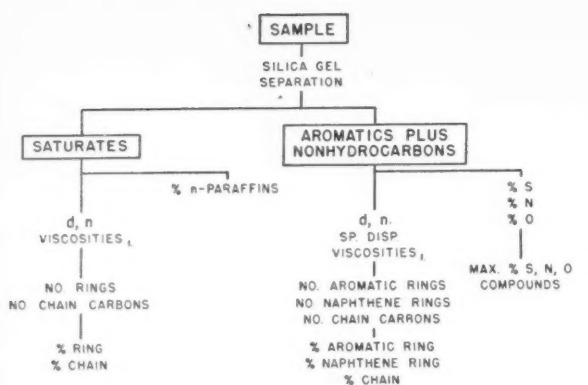 SAMPLE
SILICA GEL
SEPARATION
SATURATES
AROMATICS PLUS
NONHYDROCARBONS
% n-PARAFFINS
d, n
VISCOSITIES
NO. RINGS
NO. CHAIN CARBONS
% RING
% CHAIN
d, n.
SP. DISP.
VISCOSITIES
NO. AROMATIC RINGS
NO. NAPHTHENE RINGS
NO. CHAIN CARBONS
% AROMATIC RING
% NAPHTHENE RING
% CHAIN
% S
% N
% O
MAX. % S, N, O
COMPOUNDS